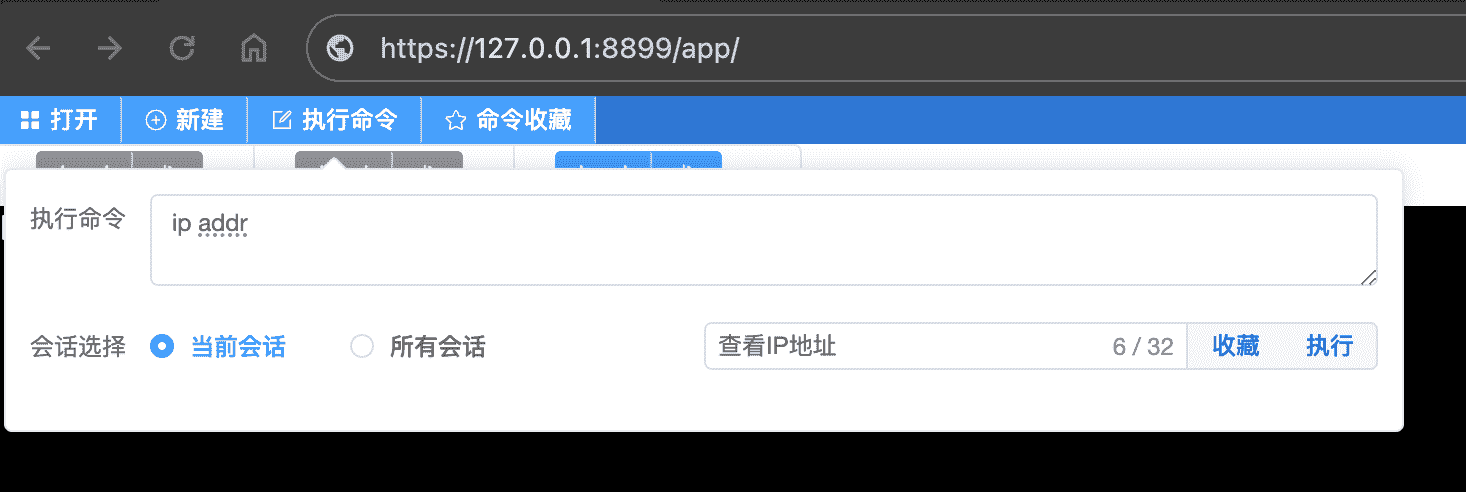 https://127.0.0.1:8899/app/
打开 新建 执行命令 命令收藏
执行命令 ip addr
会话选择 当前会话 所有会话 查看IP地址 6 / 32 收藏 执行